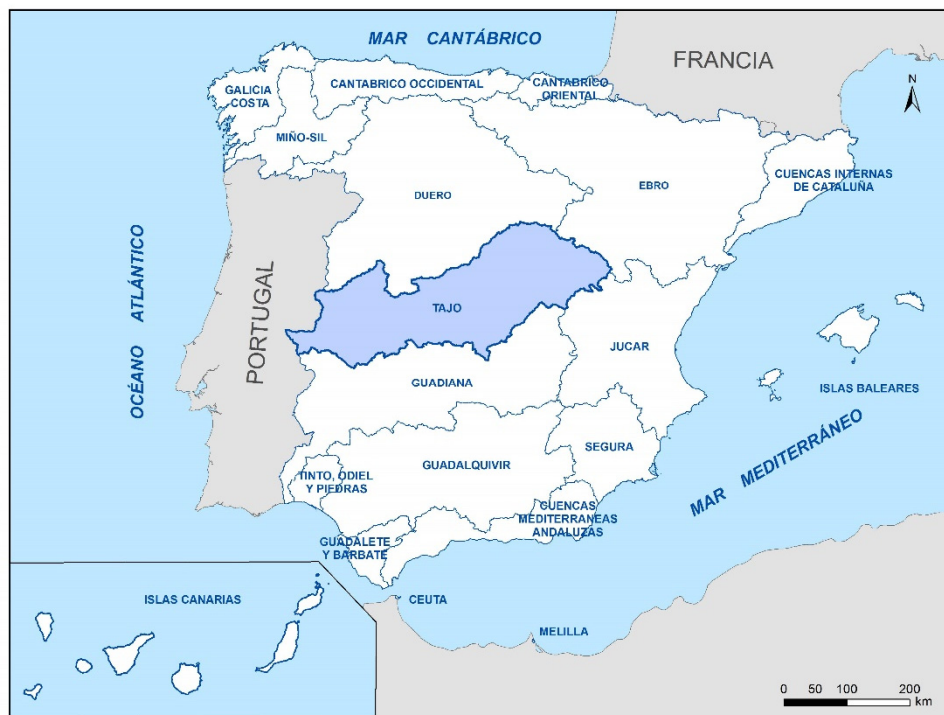 MAR CANTÁBRICO
FRANCIA
N
GALICIA
COSTA
CANTABRICO OCCIDENTAL
CANTABRICO
ORIENTAL
MIÑO-SIL
DUERO
EBRO
CUENCAS INTERNAS
DE CATALUÑA
OCÉANO ATLÁNTICO
PORTUGAL
TAJO
JUCAR
ISLAS BALEARES
GUADIANA
MAR MEDITERRÁNEO
SEGURA
GUADALQUIVIR
TINTO, ODIEL
Y PIEDRAS
CUENCAS
MEDITERRANEAS
ANDALUZAS
GUADALETE
Y BARBATE
ISLAS CANARIAS
CEUTA
MELILLA
0 50 100 200
km